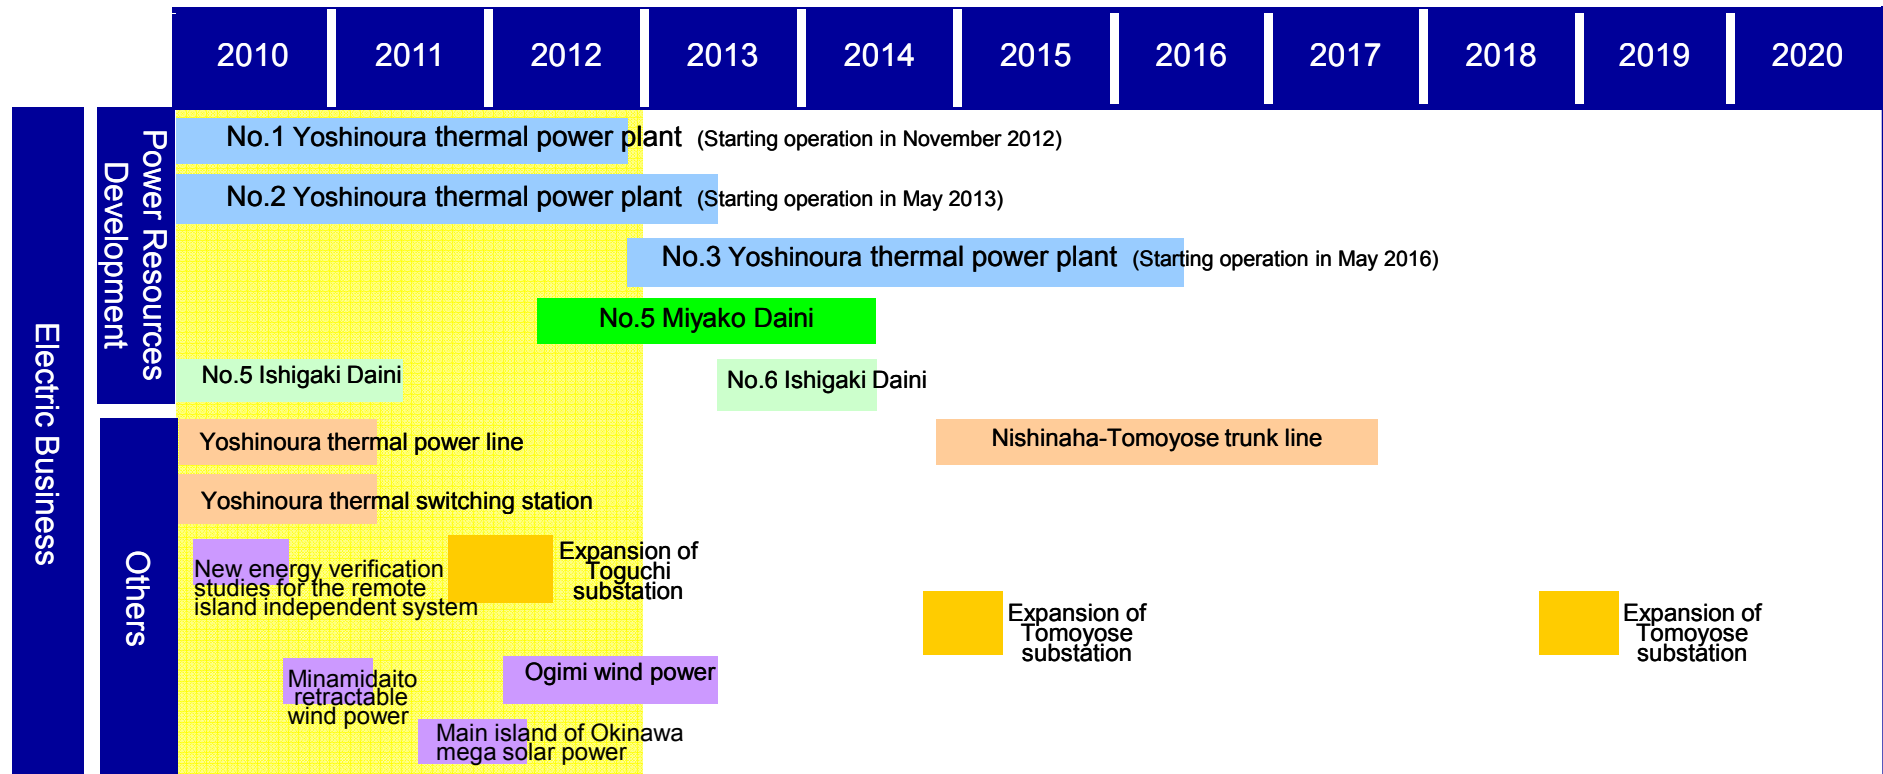 2010 2011 2012 2013 2014 2015 2016 2017 2018 2019 2020
Electric Business
Power Resources
Development
No.1 Yoshinoura thermal power plant (Starting operation in November 2012)
No.2 Yoshinoura thermal power plant (Starting operation in May 2013)
No.3 Yoshinoura thermal power plant (Starting operation in May 2016)
No.5 Miyako Daini
No.5 Ishigaki Daini
No.6 Ishigaki Daini
Others
Yoshinoura thermal power line
Nishinaha-Tomoyose trunk line
Yoshinoura thermal switching station
New energy verification
studies for the remote
island independent system
Expansion of
Toguchi
substation
Expansion of
Tomoyose
substation
Expansion of
Tomoyose
substation
Minamidaito
retractable
wind power
Ogimi wind power
Main island of Okinawa
mega solar power